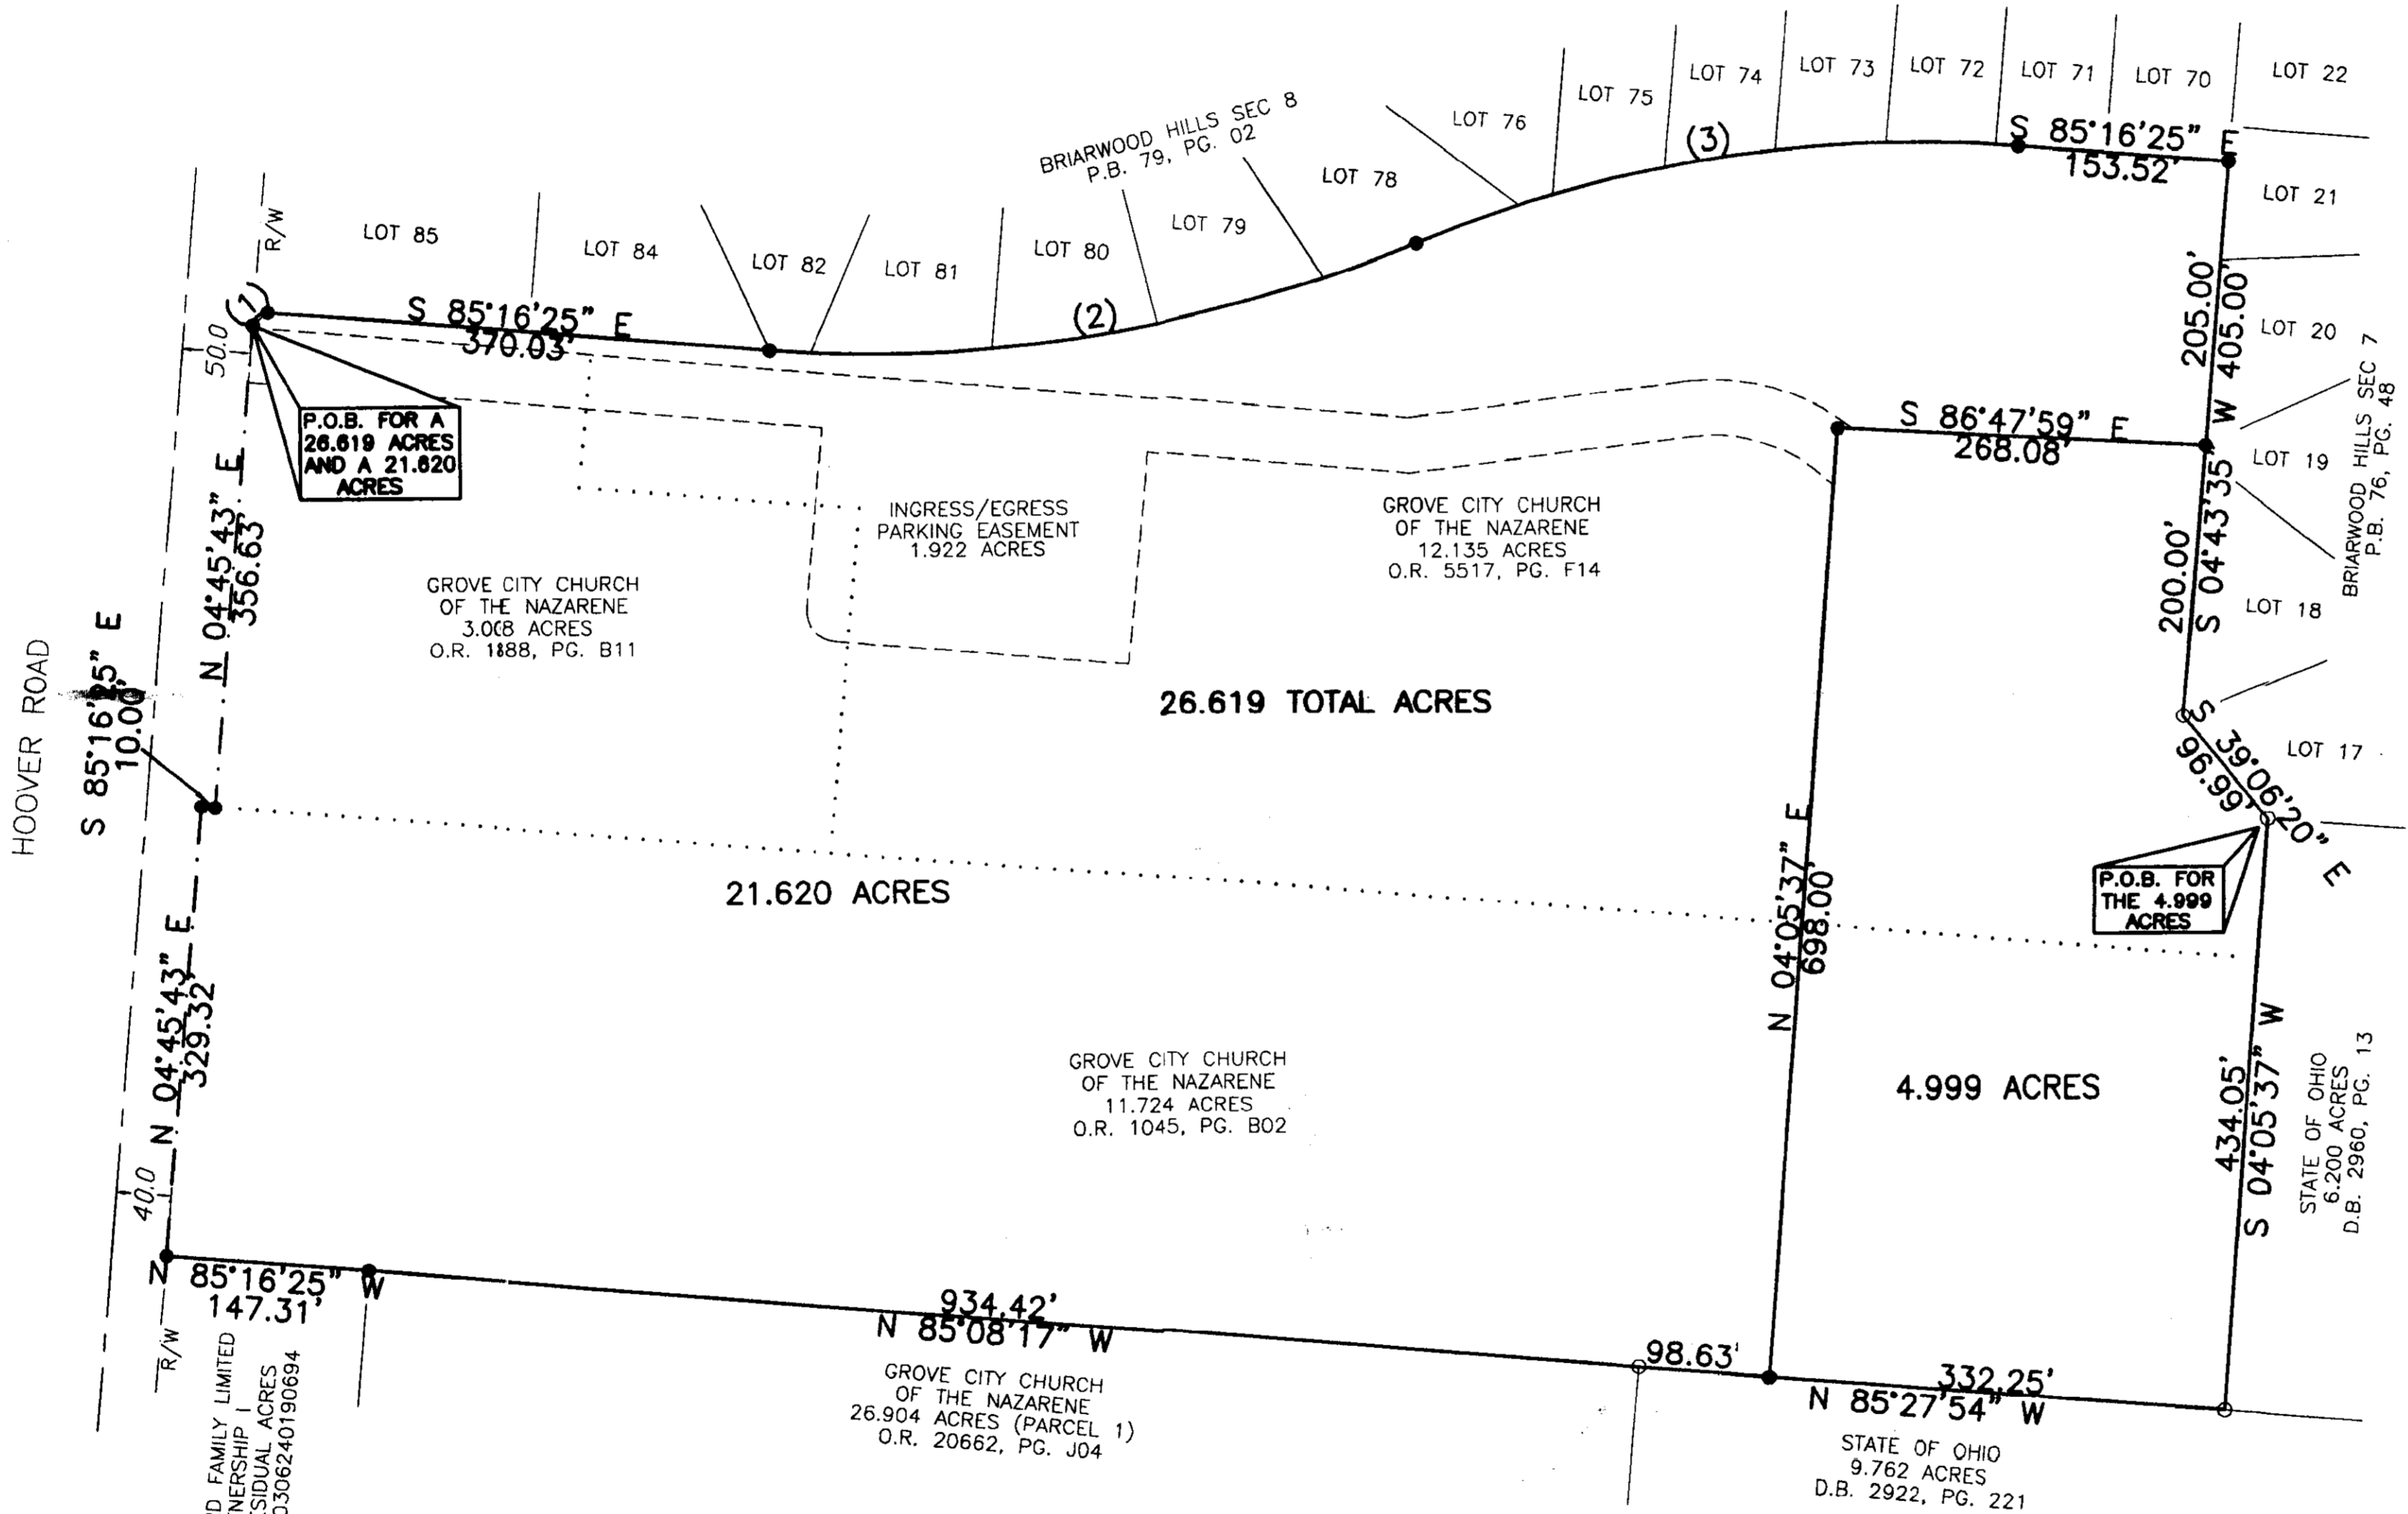 LOT 85
LOT 84
LOT 82
LOT 81
LOT 80
LOT 79
LOT 78
LOT 76
LOT 75
LOT 74
LOT 73
LOT 72
LOT 71
LOT 70
LOT 22
BRIARWOOD HILLS SEC 8
P.B. 79, PG. 02
(3)
S 85°16'25" E
153.52'
LOT 21
R/W
(1)
S 85°16'25" E
370.03'
(2)
50.0
P.O.B. FOR A
26.619 ACRES
AND A 21.620
ACRES
205.00'
S 04°43'35" W 405.00'
LOT 20
BRIARWOOD HILLS SEC 7
P.B. 76, PG. 48
S 86°47'59" E
268.08'
LOT 19
N 04°45'43" E
356.63'
INGRESS/EGRESS
PARKING EASEMENT
1.922 ACRES
GROVE CITY CHURCH
OF THE NAZARENE
12.135 ACRES
O.R. 5517, PG. F14
GROVE CITY CHURCH
OF THE NAZARENE
3.008 ACRES
O.R. 1888, PG. B11
200.00'
LOT 18
HOOVER ROAD
S 85°16'25" E
10.00'
26.619 TOTAL ACRES
S 39°06'20" E
96.99'
LOT 17
21.620 ACRES
N 04°05'37" E
698.00'
P.O.B. FOR
THE 4.999
ACRES
N 04°45'43" E
329.32'
GROVE CITY CHURCH
OF THE NAZARENE
11.724 ACRES
O.R. 1045, PG. B02
4.999 ACRES
434.05'
S 04°05'37" W
STATE OF OHIO
6.200 ACRES
D.B. 2960, PG. 13
40.0
N 85°16'25" W
147.31'
934.42'
N 85°08'17" W
98.63'
332.25'
N 85°27'54" W
R/W
FAMILY LIMITED
ACRES
GROVE CITY CHURCH
OF THE NAZARENE
26.904 ACRES (PARCEL 1)
O.R. 20662, PG. J04
STATE OF OHIO
9.762 ACRES
D.B. 2922, PG. 221